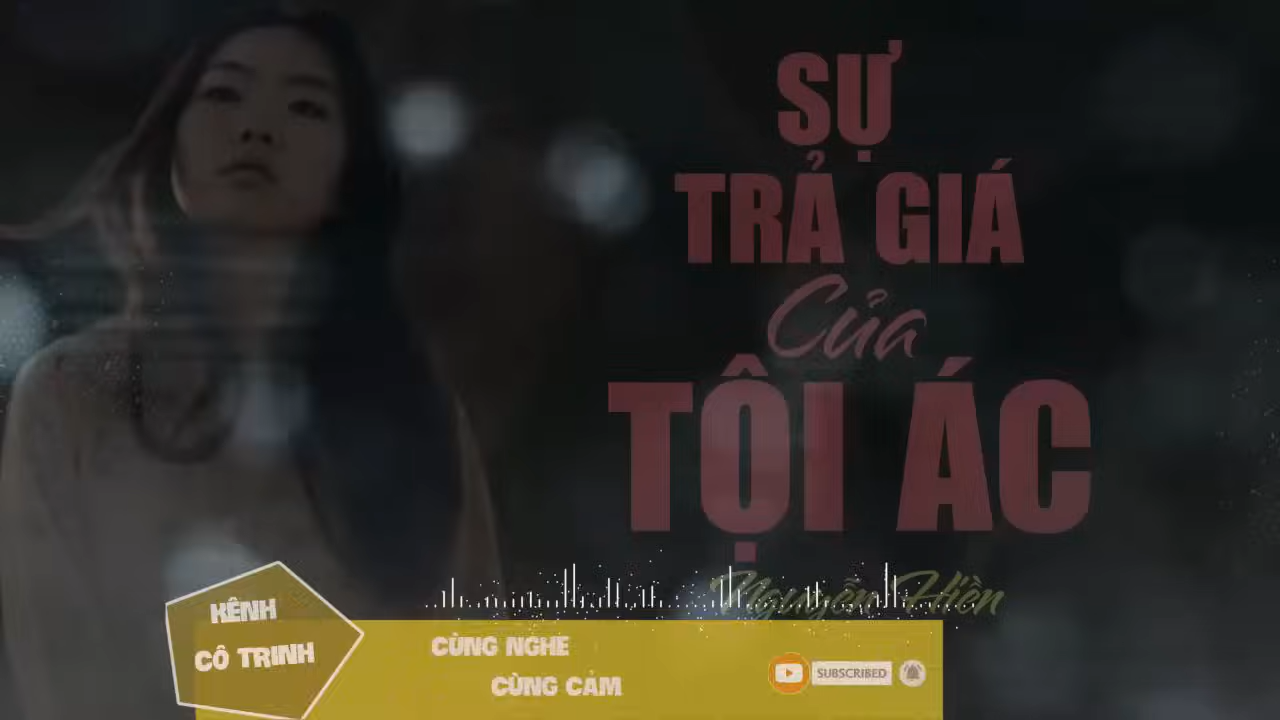 SỰ
TRẢ GIÁ
Của
TỘI ÁC
Nguyễn Hiền
KÊNH
CÔ TRINH
CÙNG NGHE
CÙNG CẢM
SUBSCRIBED